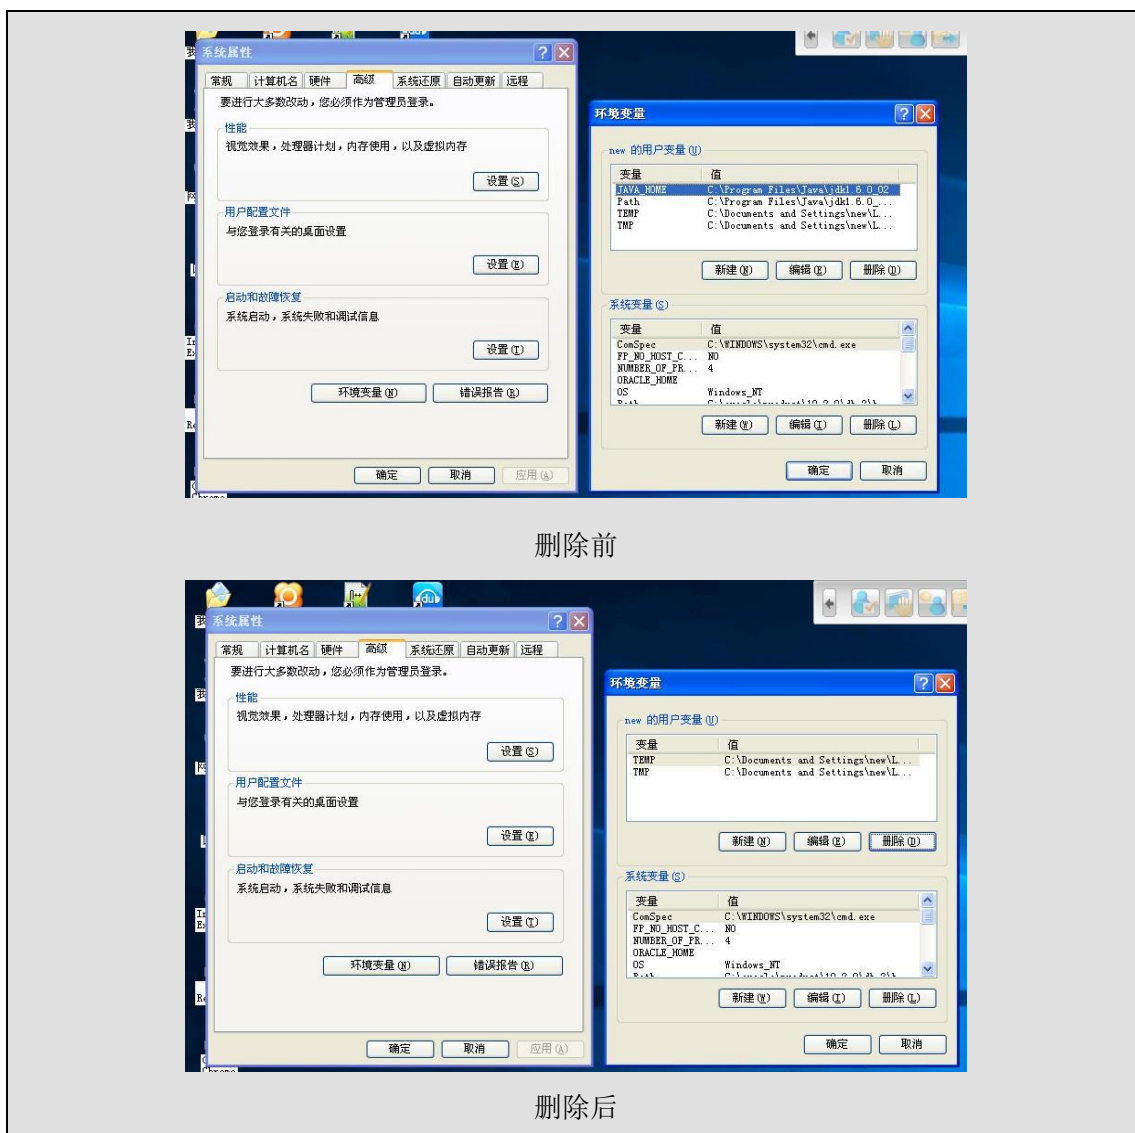 系统属性
常规 计算机名 硬件 高级 系统还原 自动更新 远程
要进行大多数改动，您必须作为管理员登录。
性能
视觉效果，处理器计划，内存使用，以及虚拟内存
设置(S)
用户配置文件
与您登录有关的桌面设置
设置(E)
启动和故障恢复
系统启动，系统失败和调试信息
设置(T)
环境变量(N) 错误报告(R)
确定 取消 应用(A)
环境变量
new 的用户变量(U)
变量 值
JAVA_HOME C:\Program Files\Java\jdk1.6.0_02
Path C:\Program Files\Java\jdk1.6.0_...
TEMP C:\Documents and Settings\new\L...
TMP C:\Documents and Settings\new\L...
新建(N) 编辑(E) 删除(D)
系统变量(S)
变量 值
ComSpec C:\WINDOWS\system32\cmd.exe
FP_NO_HOST_C... NO
NUMBER_OF_PR... 4
ORACLE_HOME
OS Windows_NT
新建(W) 编辑(I) 删除(L)
确定 取消
删除前
系统属性
常规 计算机名 硬件 高级 系统还原 自动更新 远程
要进行大多数改动，您必须作为管理员登录。
性能
视觉效果，处理器计划，内存使用，以及虚拟内存
设置(S)
用户配置文件
与您登录有关的桌面设置
设置(E)
启动和故障恢复
系统启动，系统失败和调试信息
设置(T)
环境变量(N) 错误报告(R)
确定 取消 应用(A)
环境变量
new 的用户变量(U)
变量 值
TEMP C:\Documents and Settings\new\L...
TMP C:\Documents and Settings\new\L...
新建(N) 编辑(E) 删除(D)
系统变量(S)
变量 值
ComSpec C:\WINDOWS\system32\cmd.exe
FP_NO_HOST_C... NO
NUMBER_OF_PR... 4
ORACLE_HOME
OS Windows_NT
新建(W) 编辑(I) 删除(L)
确定 取消
删除后